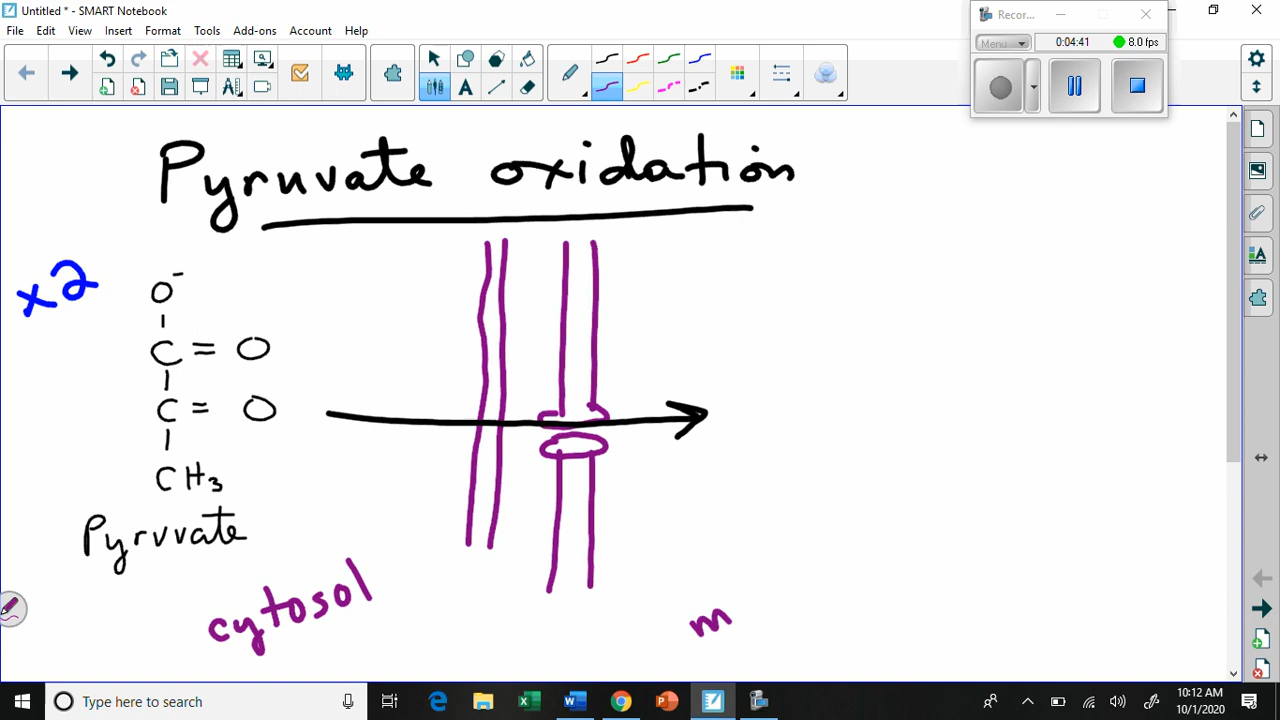 Untitled * - SMART Notebook
Recor...
File Edit View Insert Format Tools Add-ons Account Help
Menu 0:04:41 8.0 fps
Pyruvate oxidation
x2
O⁻
C = O
C = O
CH₃
Pyruvate
cytosol
m
Type here to search
10:12 AM
10/1/2020